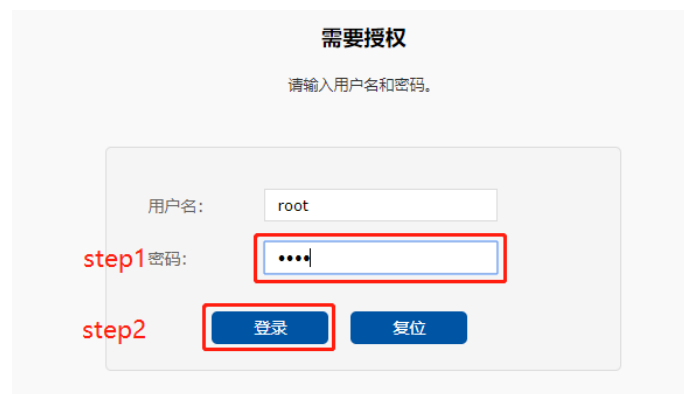 需要授权
请输入用户名和密码。
用户名: root
step1 密码: ••••
step2 登录 复位